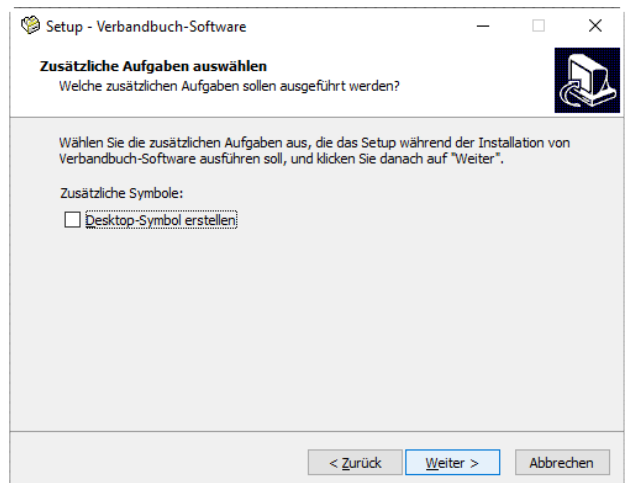 Setup - Verbandbuch-Software
Zusätzliche Aufgaben auswählen
Welche zusätzlichen Aufgaben sollen ausgeführt werden?
Wählen Sie die zusätzlichen Aufgaben aus, die das Setup während der Installation von
Verbandbuch-Software ausführen soll, und klicken Sie danach auf "Weiter".
Zusätzliche Symbole:
Desktop-Symbol erstellen
< Zurück
Weiter >
Abbrechen